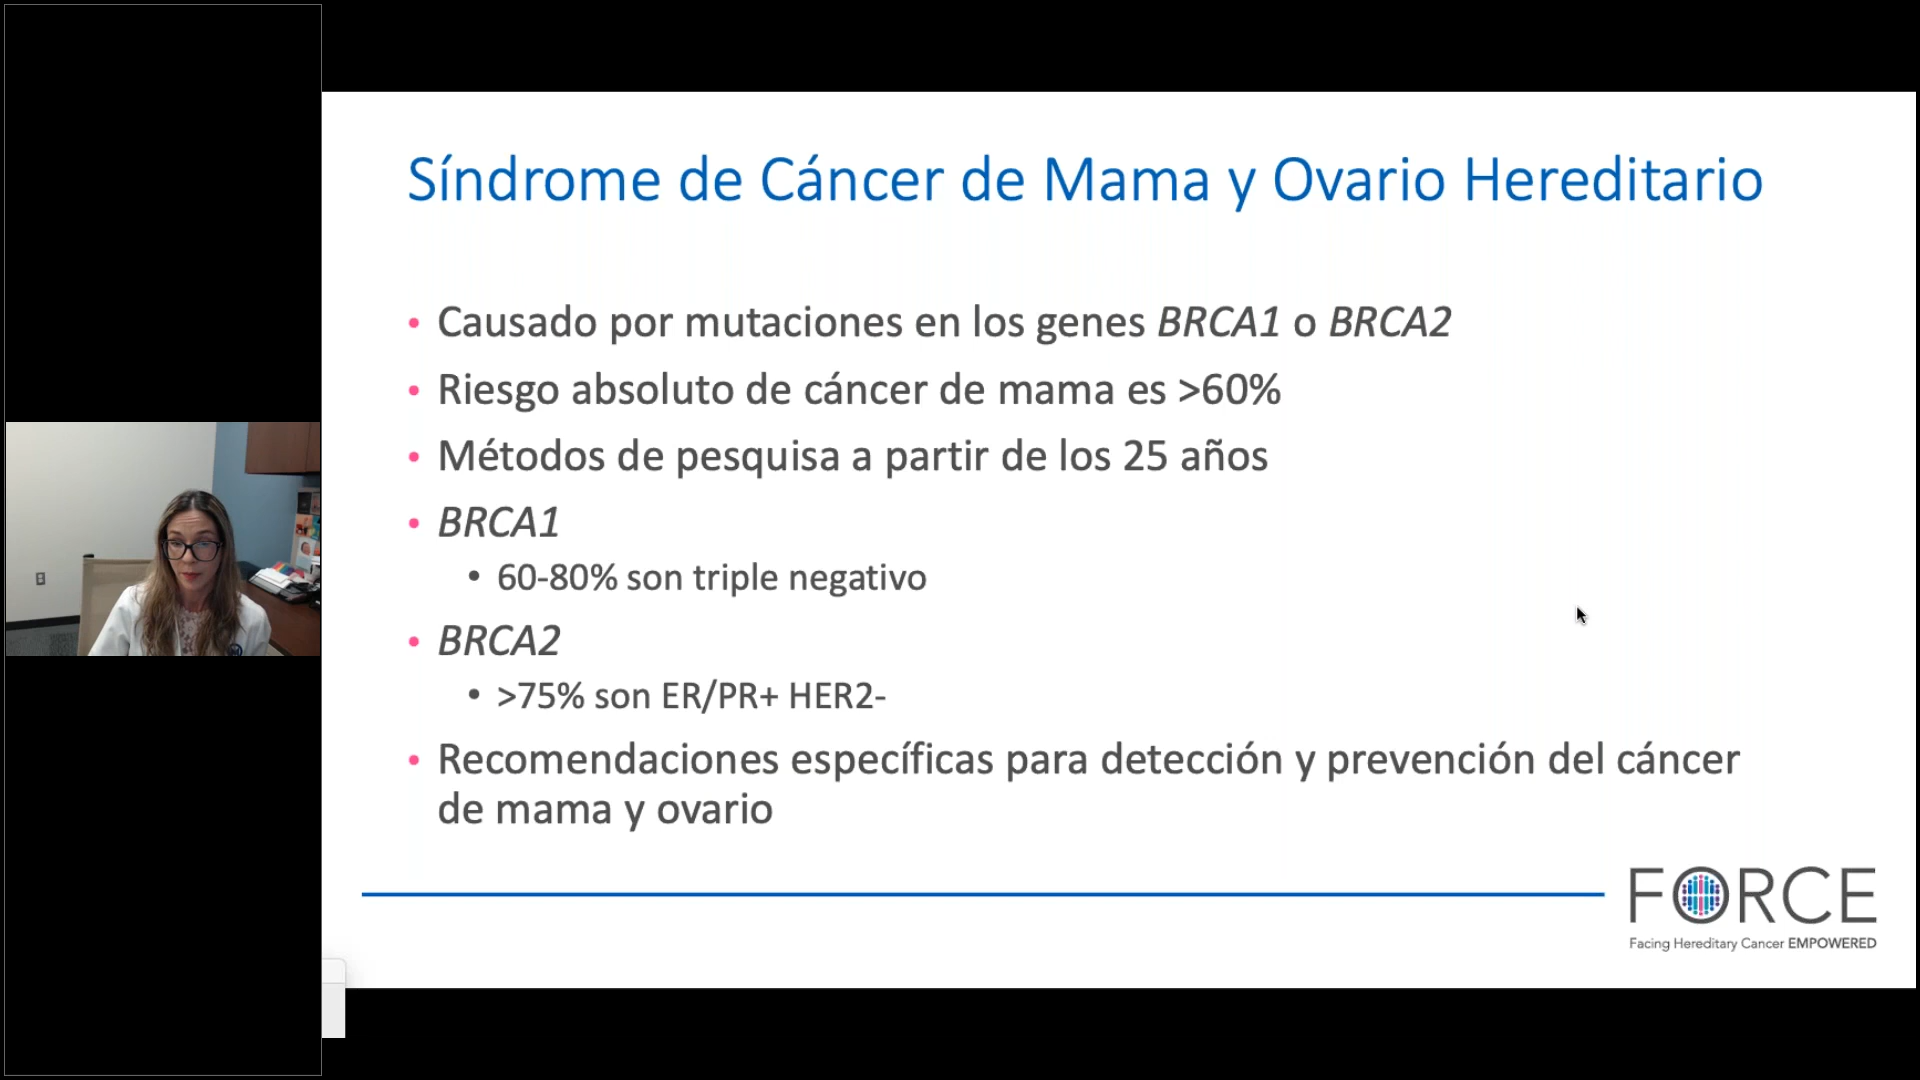 Síndrome de Cáncer de Mama y Ovario Hereditario
• Causado por mutaciones en los genes BRCA1 o BRCA2
• Riesgo absoluto de cáncer de mama es >60%
• Métodos de pesquisa a partir de los 25 años
• BRCA1
• 60-80% son triple negativo
• BRCA2
• >75% son ER/PR+ HER2-
• Recomendaciones específicas para detección y prevención del cáncer
de mama y ovario
FORCE
Facing Hereditary Cancer EMPOWERED